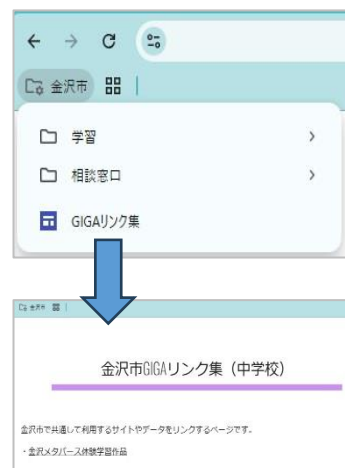 金沢市
学習
相談窓口
GIGAリンク集
金沢市
金沢市GIGAリンク集（中学校）
金沢市で共通して利用するサイトやデータをリンクするページです。
・金沢メタバース体験学習作品